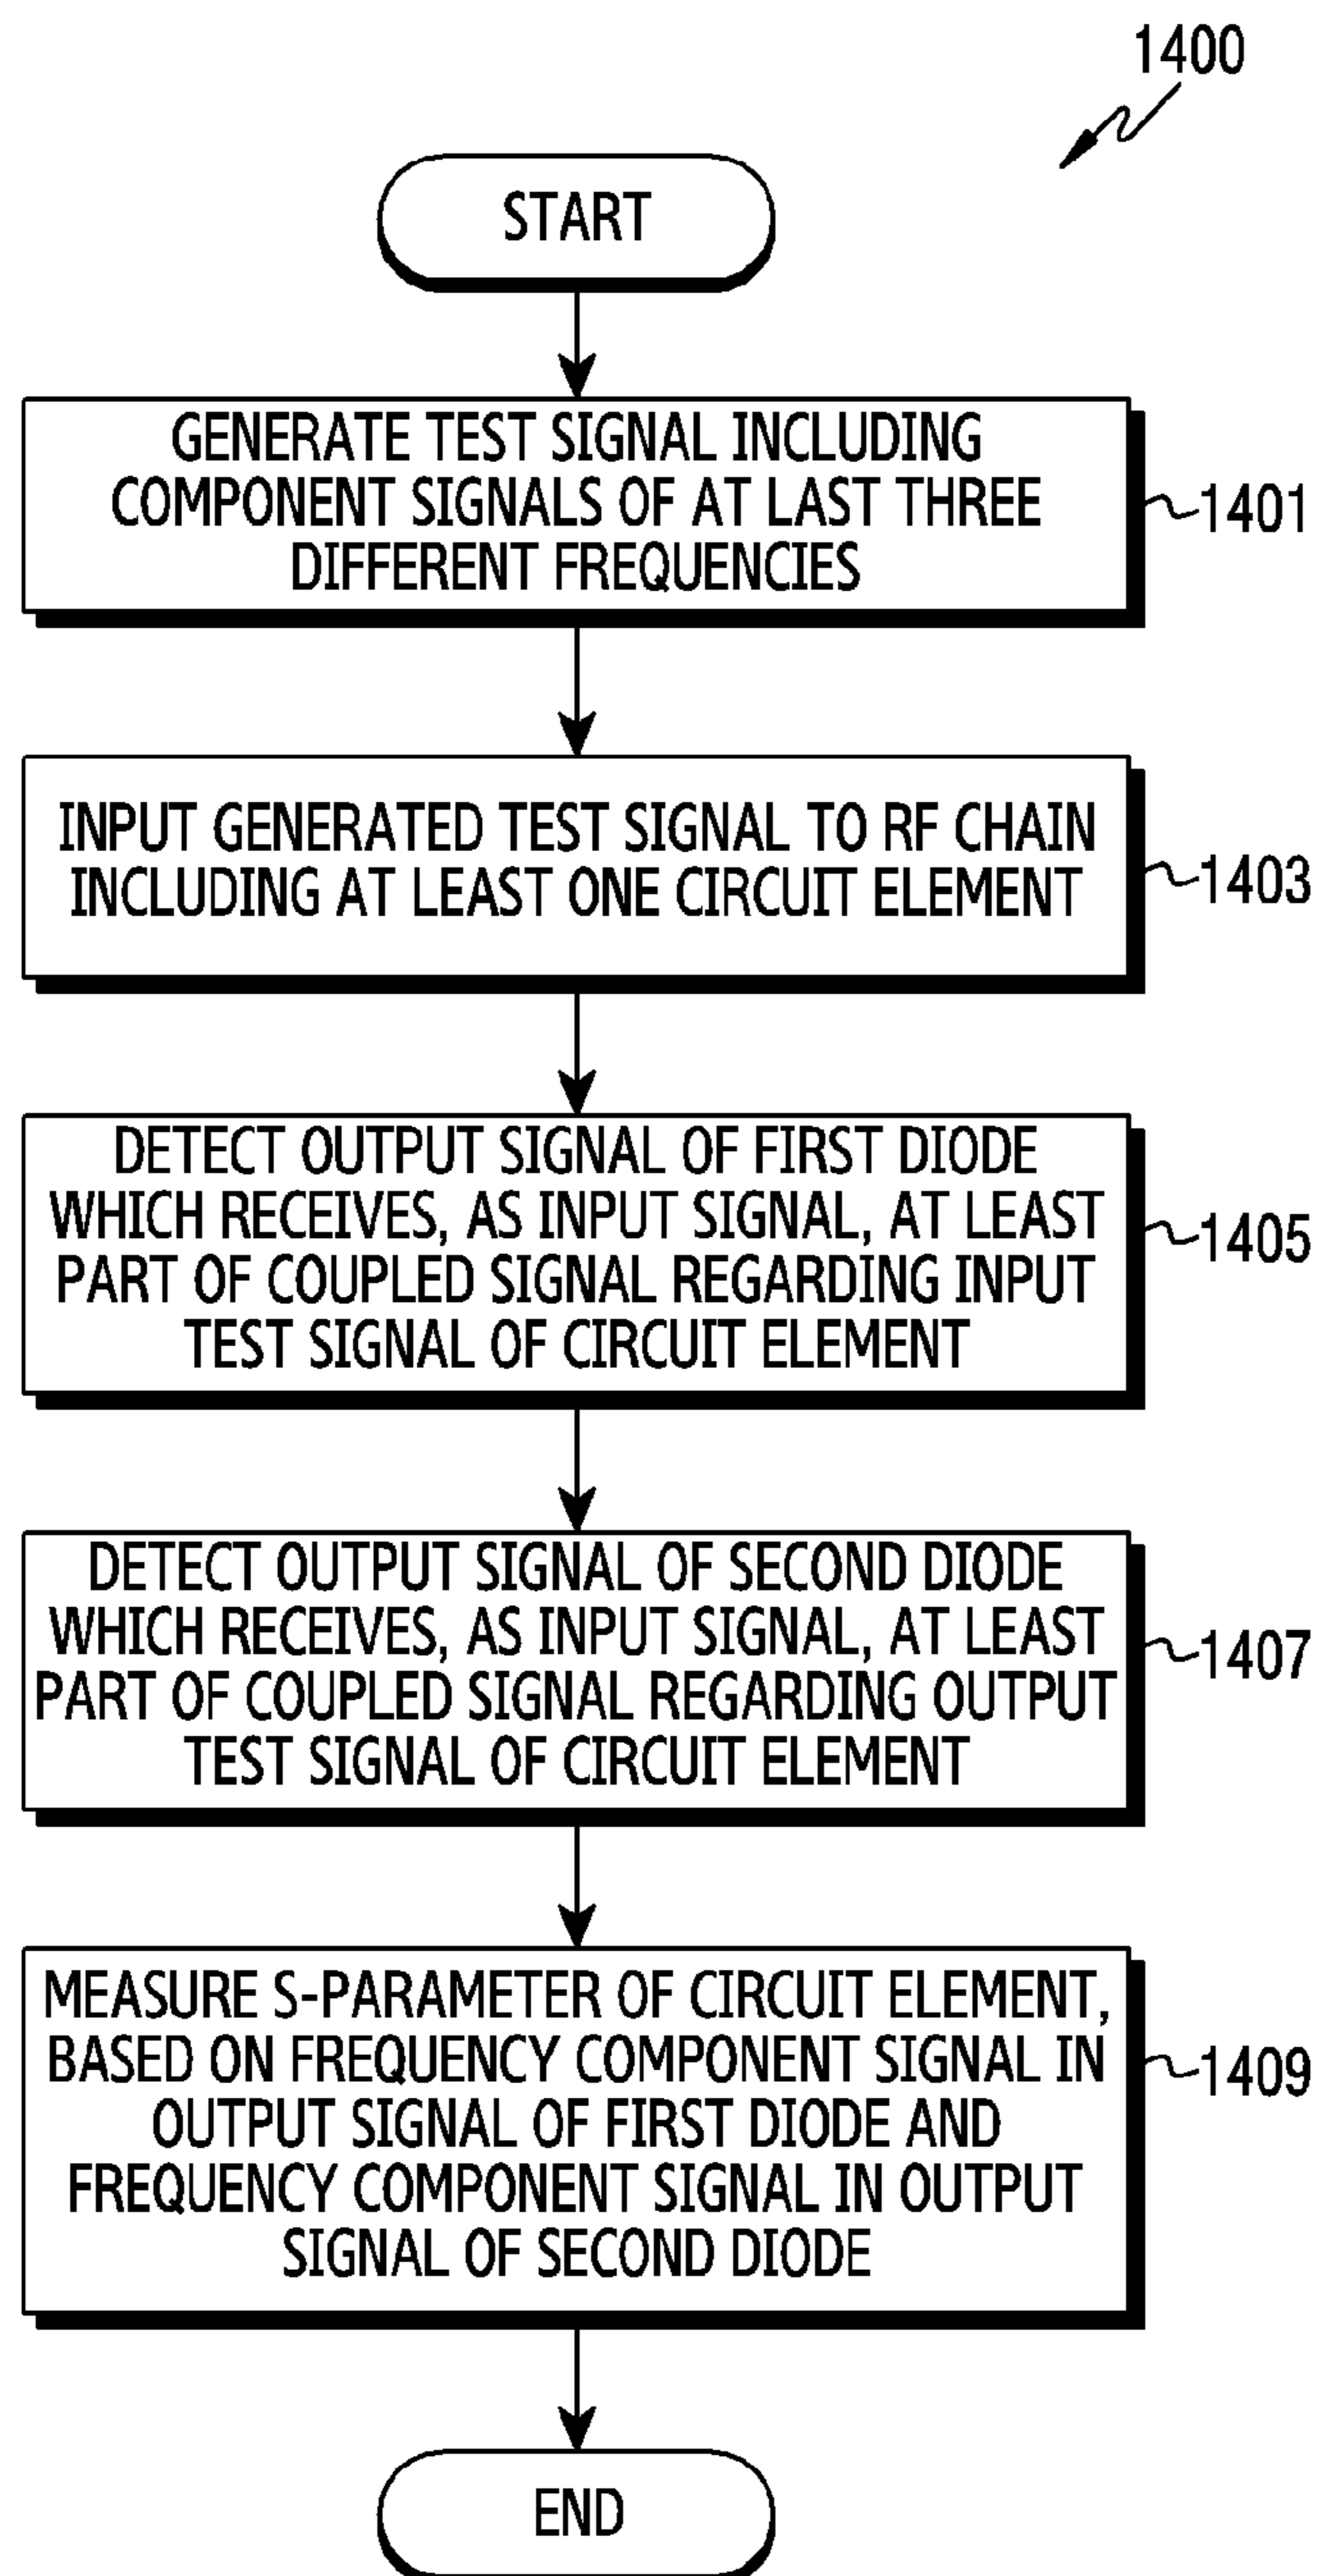 1400
START
GENERATE TEST SIGNAL INCLUDING
COMPONENT SIGNALS OF AT LAST THREE
DIFFERENT FREQUENCIES
1401
INPUT GENERATED TEST SIGNAL TO RF CHAIN
INCLUDING AT LEAST ONE CIRCUIT ELEMENT
1403
DETECT OUTPUT SIGNAL OF FIRST DIODE
WHICH RECEIVES, AS INPUT SIGNAL, AT LEAST
PART OF COUPLED SIGNAL REGARDING INPUT
TEST SIGNAL OF CIRCUIT ELEMENT
1405
DETECT OUTPUT SIGNAL OF SECOND DIODE
WHICH RECEIVES, AS INPUT SIGNAL, AT LEAST
PART OF COUPLED SIGNAL REGARDING OUTPUT
TEST SIGNAL OF CIRCUIT ELEMENT
1407
MEASURE S-PARAMETER OF CIRCUIT ELEMENT,
BASED ON FREQUENCY COMPONENT SIGNAL IN
OUTPUT SIGNAL OF FIRST DIODE AND
FREQUENCY COMPONENT SIGNAL IN OUTPUT
SIGNAL OF SECOND DIODE
1409
END